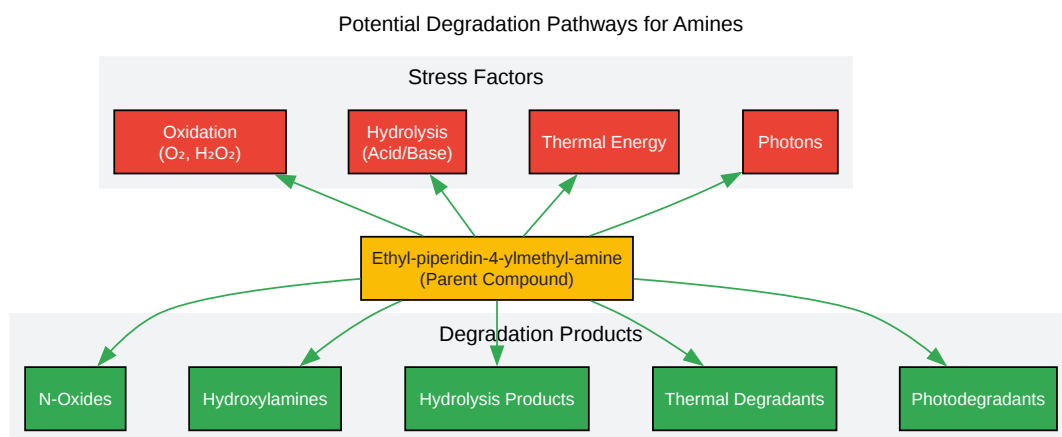 Potential Degradation Pathways for Amines
Stress Factors
Oxidation
(O₂, H₂O₂)
Hydrolysis
(Acid/Base)
Thermal Energy
Photons
Ethyl-piperidin-4-ylmethyl-amine
(Parent Compound)
Degradation Products
N-Oxides
Hydroxylamines
Hydrolysis Products
Thermal Degradants
Photodegradants